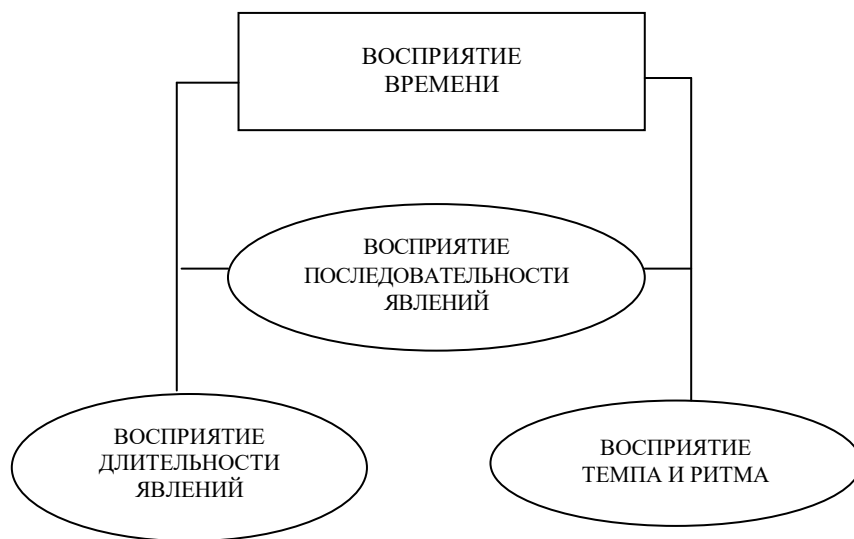 ВОСПРИЯТИЕ
ВРЕМЕНИ
ВОСПРИЯТИЕ
ПОСЛЕДОВАТЕЛЬНОСТИ
ЯВЛЕНИЙ
ВОСПРИЯТИЕ
ДЛИТЕЛЬНОСТИ
ЯВЛЕНИЙ
ВОСПРИЯТИЕ
ТЕМПА И РИТМА